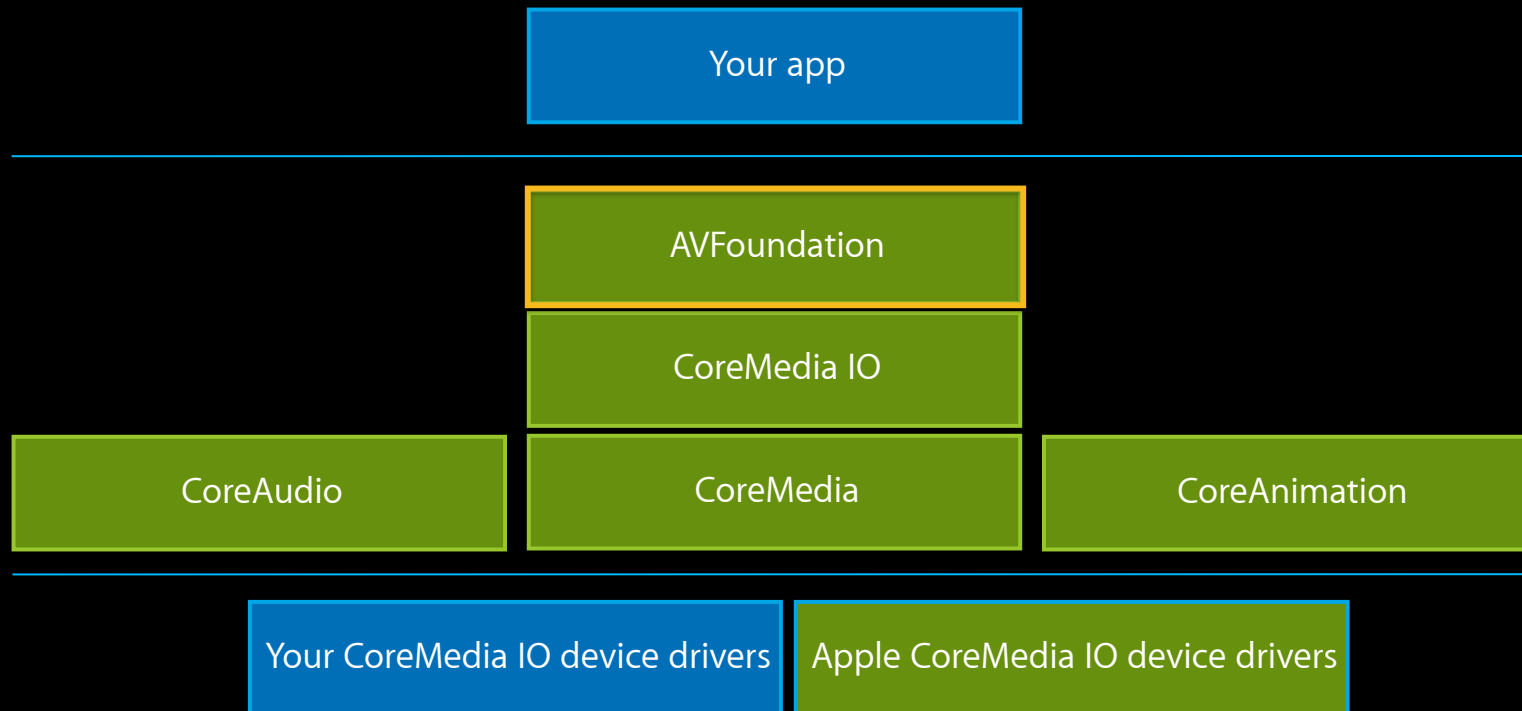 Your app
AVFoundation
CoreMedia IO
CoreAudio
CoreMedia
CoreAnimation
Your CoreMedia IO device drivers
Apple CoreMedia IO device drivers